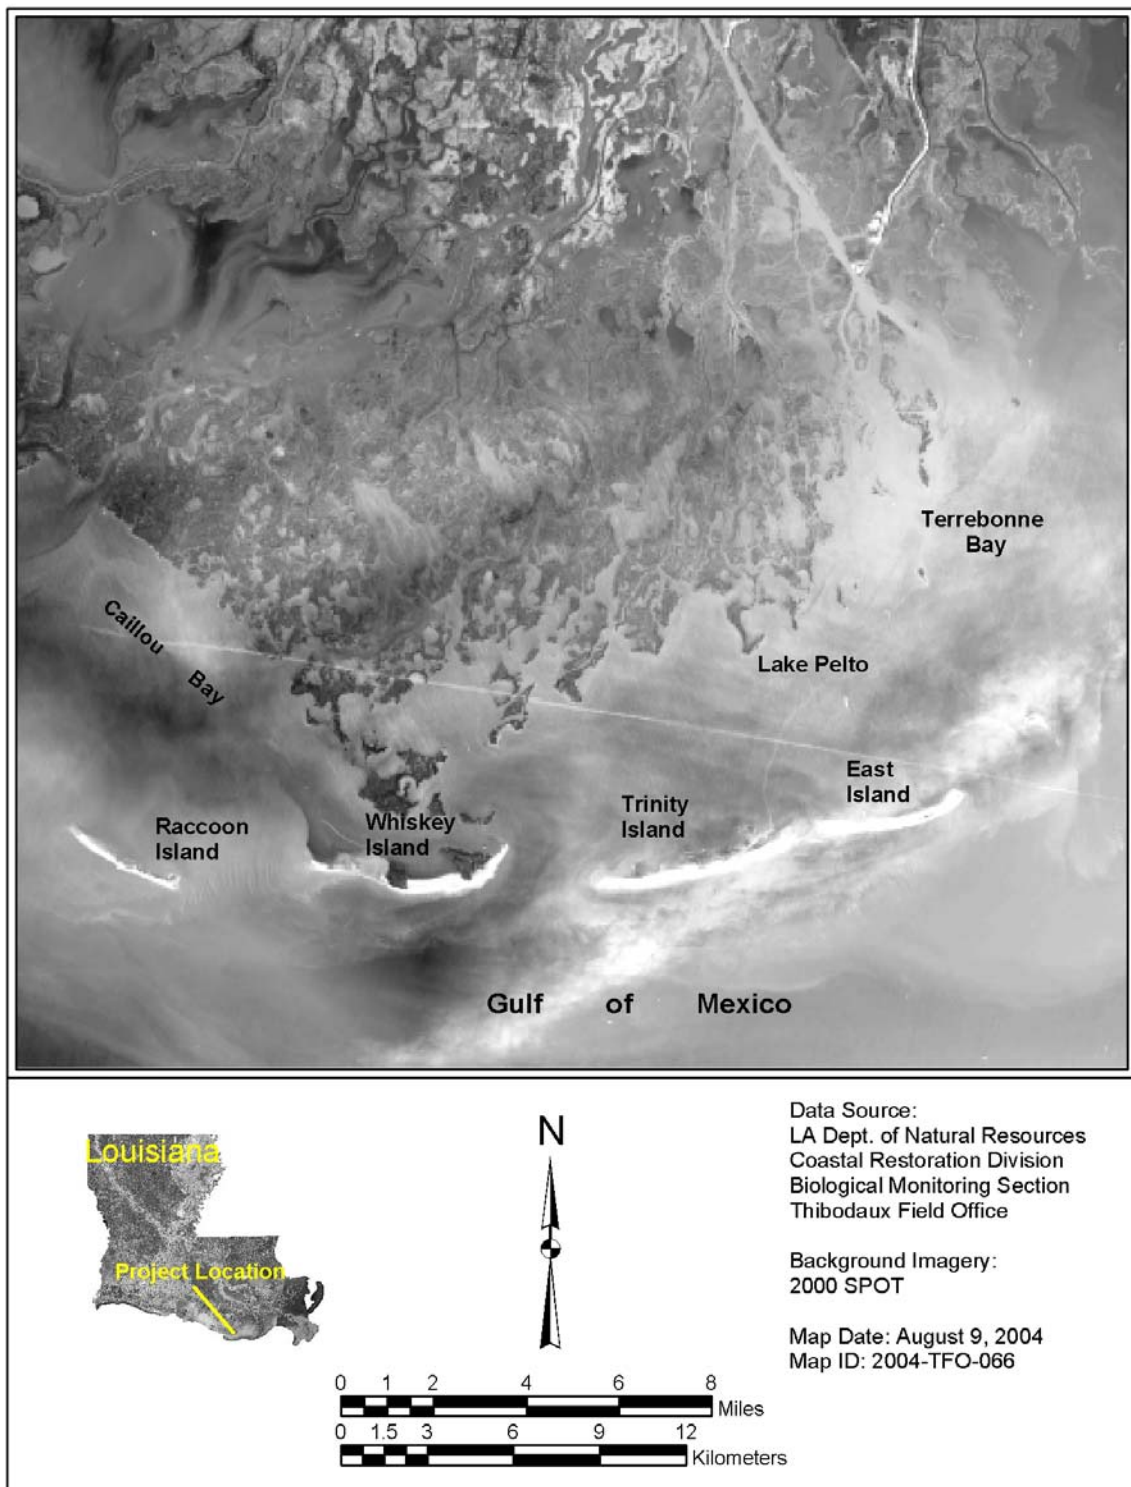 Terrebonne
Bay
Caillou Bay
Lake Pelto
East
Island
Trinity
Island
Whiskey
Island
Raccoon
Island
Gulf of Mexico
Louisiana
Project Location
N
Data Source:
LA Dept. of Natural Resources
Coastal Restoration Division
Biological Monitoring Section
Thibodaux Field Office
Background Imagery:
2000 SPOT
Map Date: August 9, 2004
Map ID: 2004-TFO-066
0 1 2 4 6 8
Miles
0 1.5 3 6 9 12
Kilometers